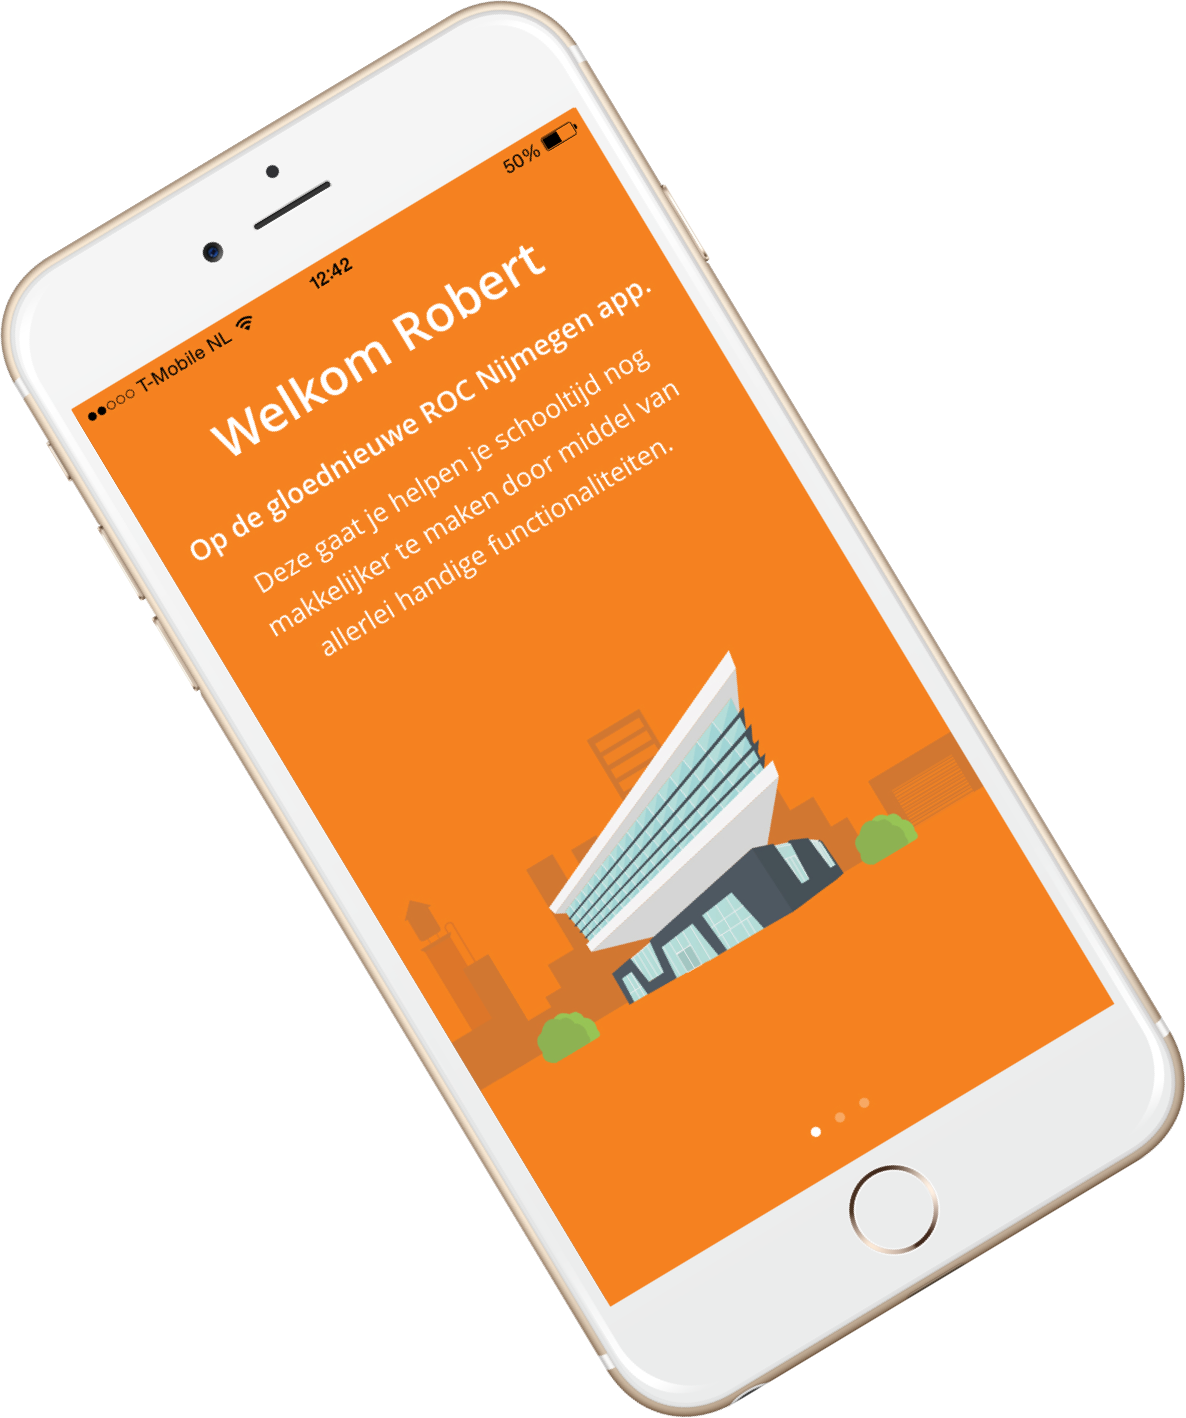 T-Mobile NL 12:42 50%
Welkom Robert
Op de gloednieuwe ROC Nijmegen app.
Deze gaat je helpen je schooltijd nog
makkelijker te maken door middel van
allerlei handige functionaliteiten.